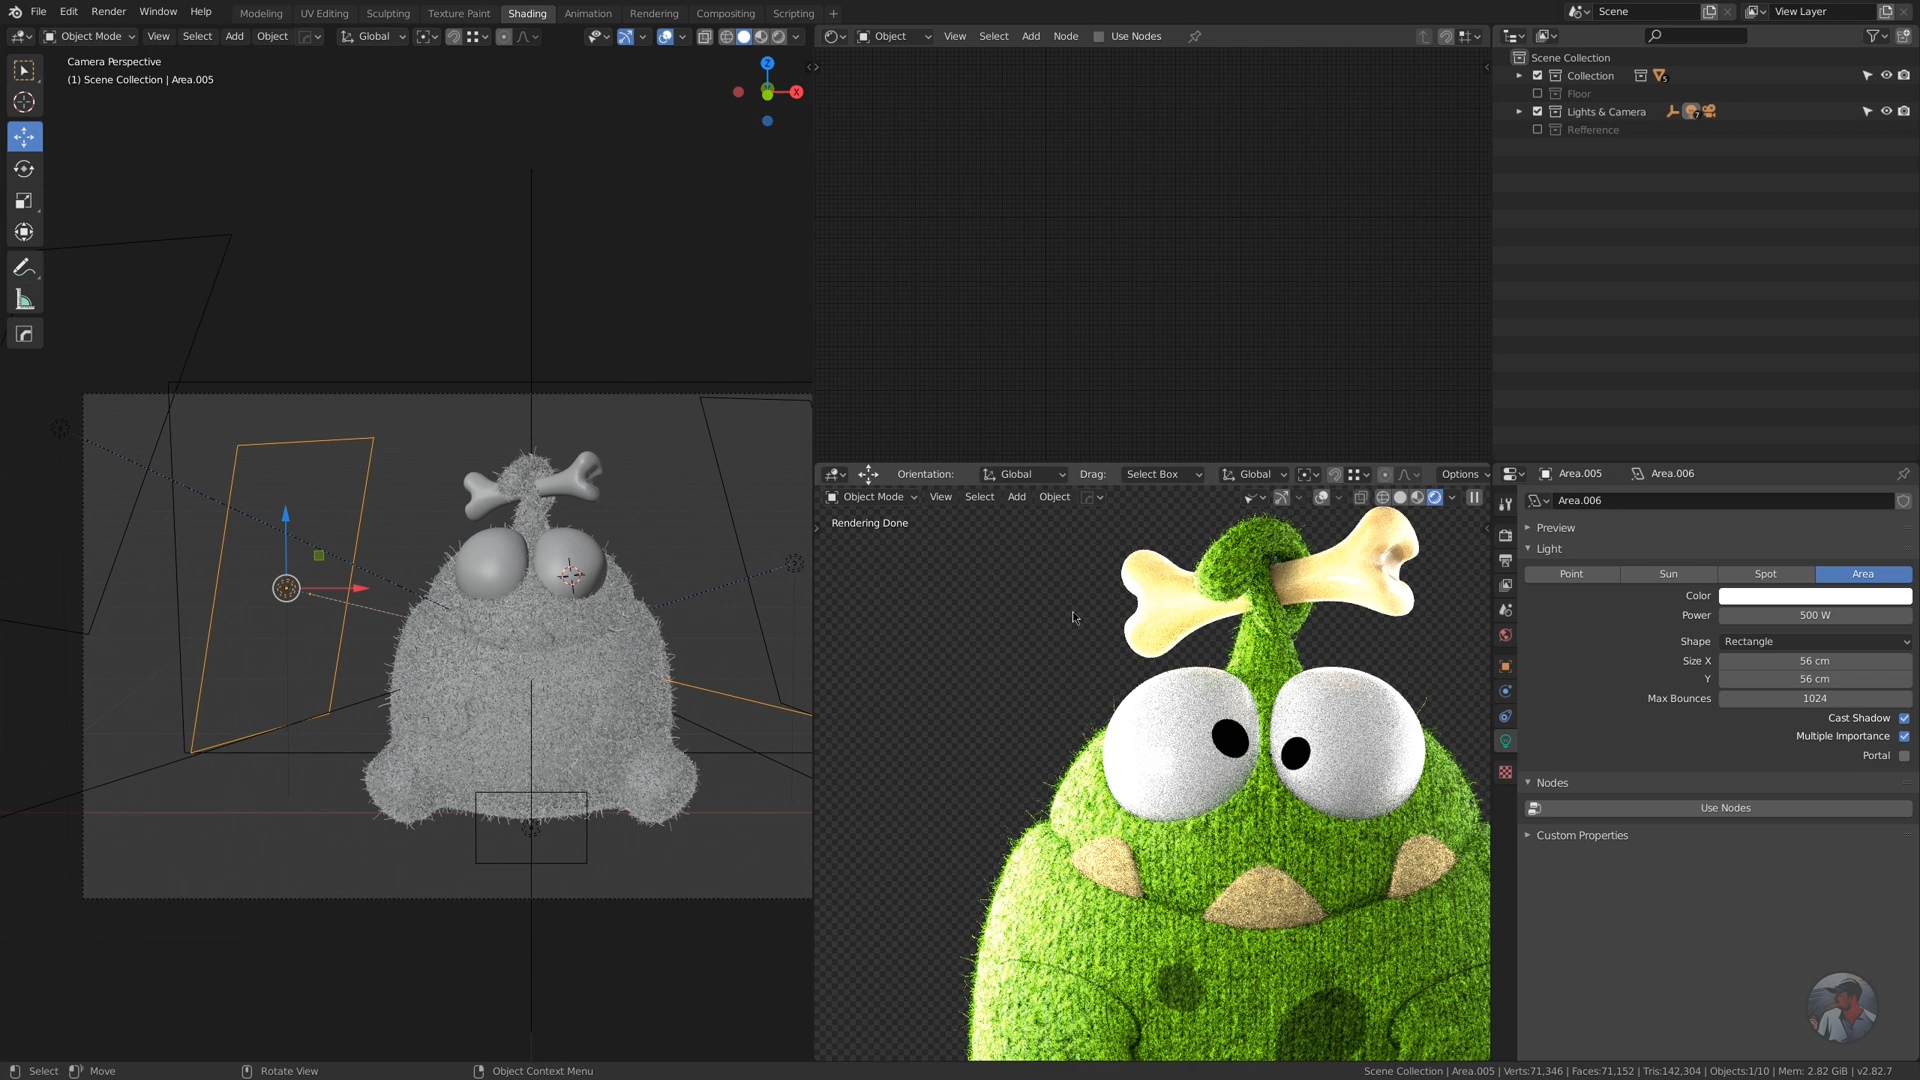 File Edit Render Window Help Modeling UV Editing Sculpting Texture Paint Shading Animation Rendering Compositing Scripting + Scene View Layer
Object Mode View Select Add Object Global
Object View Select Add Node Use Nodes
Camera Perspective
(1) Scene Collection | Area.005
Z
X
Scene Collection
Collection 5
Floor
Lights & Camera 7
Refference
Orientation: Global Drag: Select Box Global Options
Object Mode View Select Add Object
Rendering Done
Area.005 Area.006
Area.006
Preview
Light
Point Sun Spot Area
Color
Power 500 W
Shape Rectangle
Size X 56 cm
Y 56 cm
Max Bounces 1024
Cast Shadow
Multiple Importance
Portal
Nodes
Use Nodes
Custom Properties
Select Move Rotate View Object Context Menu Scene Collection | Area.005 | Verts:71,346 | Faces:71,152 | Tris:142,304 | Objects:1/10 | Mem: 2.82 GiB | v2.82.7